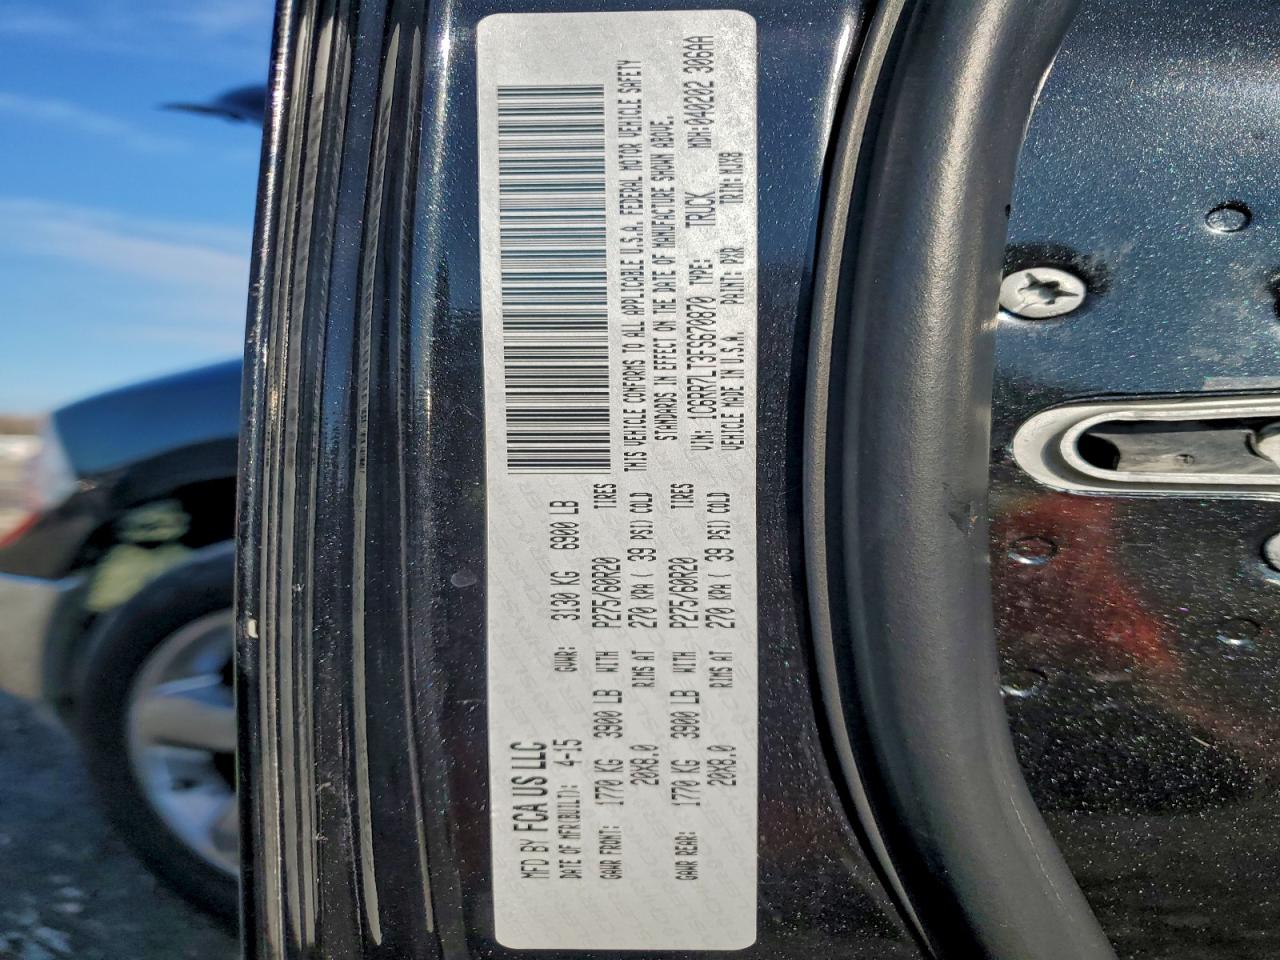 MFD BY FCA US LLC
DATE OF MFR(BUILT): 4-15 GVWR: 3130 KG 6900 LB
GAWR FRONT: 1770 KG 3900 LB WITH P275/60R20 TIRES
20X8.0 RIMS AT 270 KPA ( 39 PSI) COLD
GAWR REAR: 1770 KG 3900 LB WITH P275/60R20 TIRES
20X8.0 RIMS AT 270 KPA ( 39 PSI) COLD
THIS VEHICLE CONFORMS TO ALL APPLICABLE U.S.A. FEDERAL MOTOR VEHICLE SAFETY
STANDARDS IN EFFECT ON THE DATE OF MANUFACTURE SHOWN ABOVE.
VIN: 1C6RR7LT3FS670870 TYPE: TRUCK MDH:040202 306AA
VEHICLE MADE IN U.S.A. PAINT: PXR TRIM: MJX8